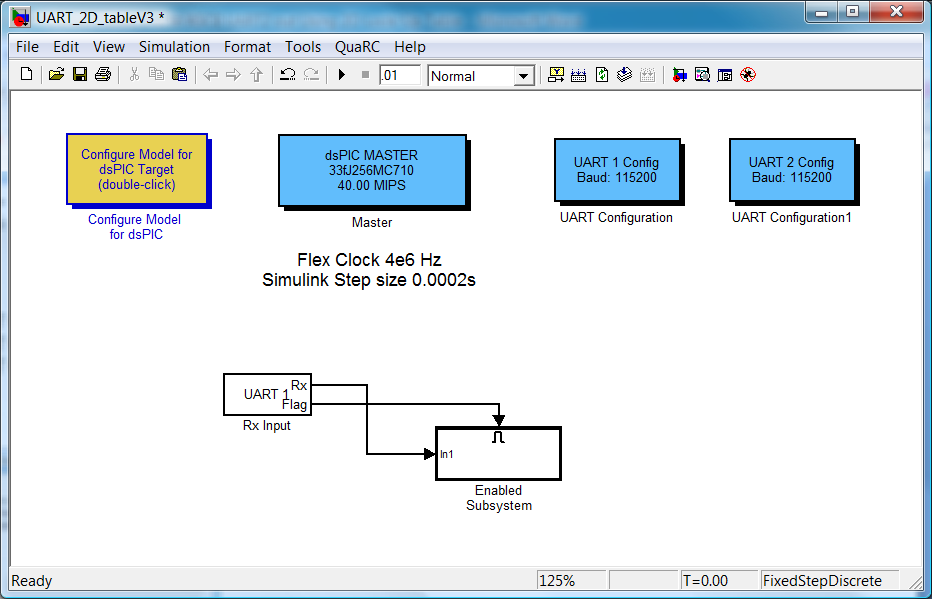 UART_2D_tableV3 *
File Edit View Simulation Format Tools QuaRC Help
.01 Normal
Configure Model for
dsPIC Target
(double-click)
Configure Model
for dsPIC
dsPIC MASTER
33fJ256MC710
40.00 MIPS
Master
UART 1 Config
Baud: 115200
UART Configuration
UART 2 Config
Baud: 115200
UART Configuration1
Flex Clock 4e6 Hz
Simulink Step size 0.0002s
UART 1
Rx
Flag
Rx Input
In1
Enabled
Subsystem
Ready 125% T=0.00 FixedStepDiscrete